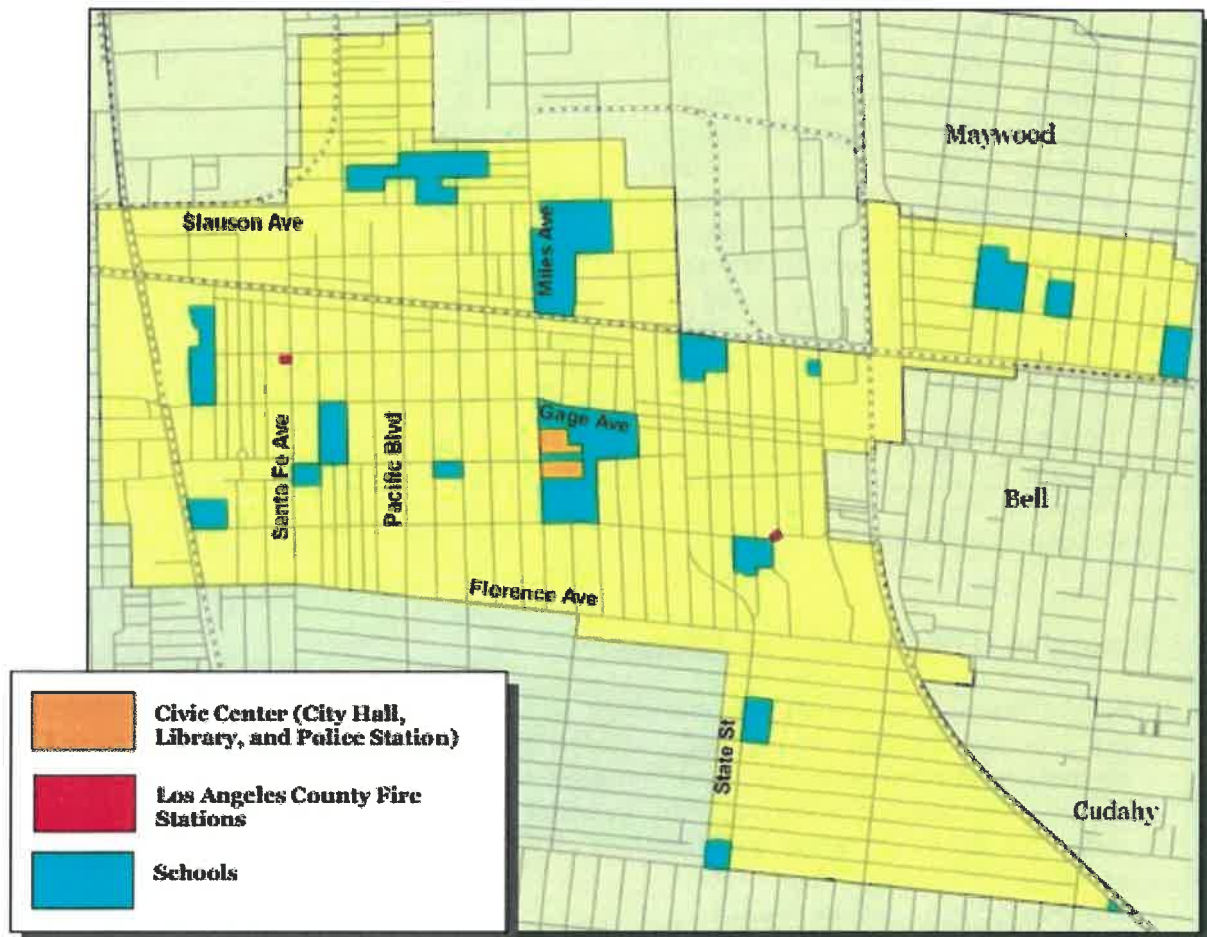 Maywood
Slauson Ave
Miles Ave
Gage Ave
Santa Fe Ave
Pacific Blvd
Bell
Florence Ave
State St
Cudahy
Civic Center (City Hall,
Library, and Police Station)
Los Angeles County Fire
Stations
Schools